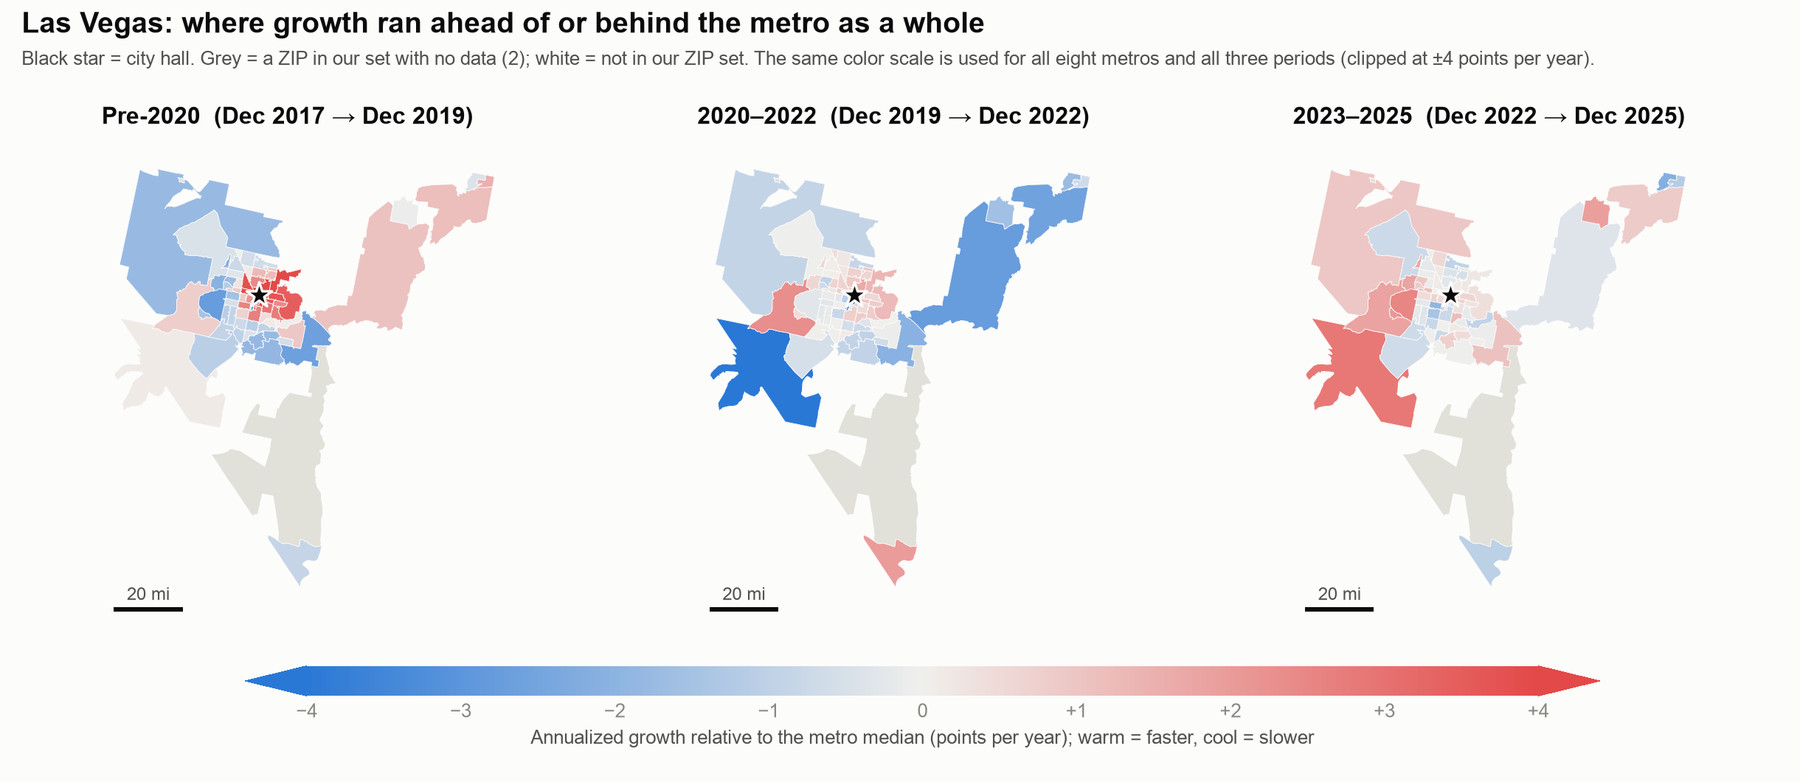 Las Vegas: where growth ran ahead of or behind the metro as a whole
Black star = city hall. Grey = a ZIP in our set with no data (2); white = not in our ZIP set. The same color scale is used for all eight metros and all three periods (clipped at ±4 points per year).
Pre-2020 (Dec 2017 → Dec 2019)
2020–2022 (Dec 2019 → Dec 2022)
2023–2025 (Dec 2022 → Dec 2025)
20 mi
20 mi
20 mi
−4 −3 −2 −1 0 +1 +2 +3 +4
Annualized growth relative to the metro median (points per year); warm = faster, cool = slower